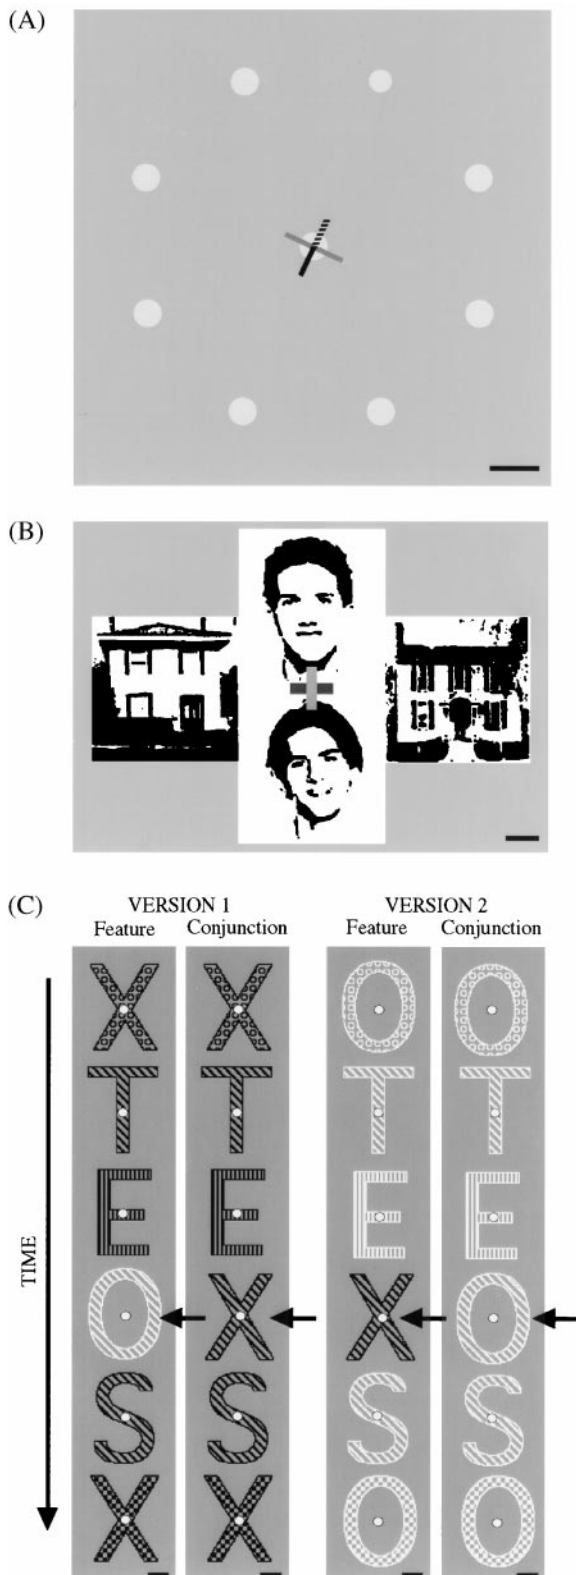 (A)
(B)
(C)
VERSION 1 VERSION 2
Feature Conjunction Feature Conjunction
TIME
X X O O
T T T T
E E E E
O X X O
S S S S
X X O O